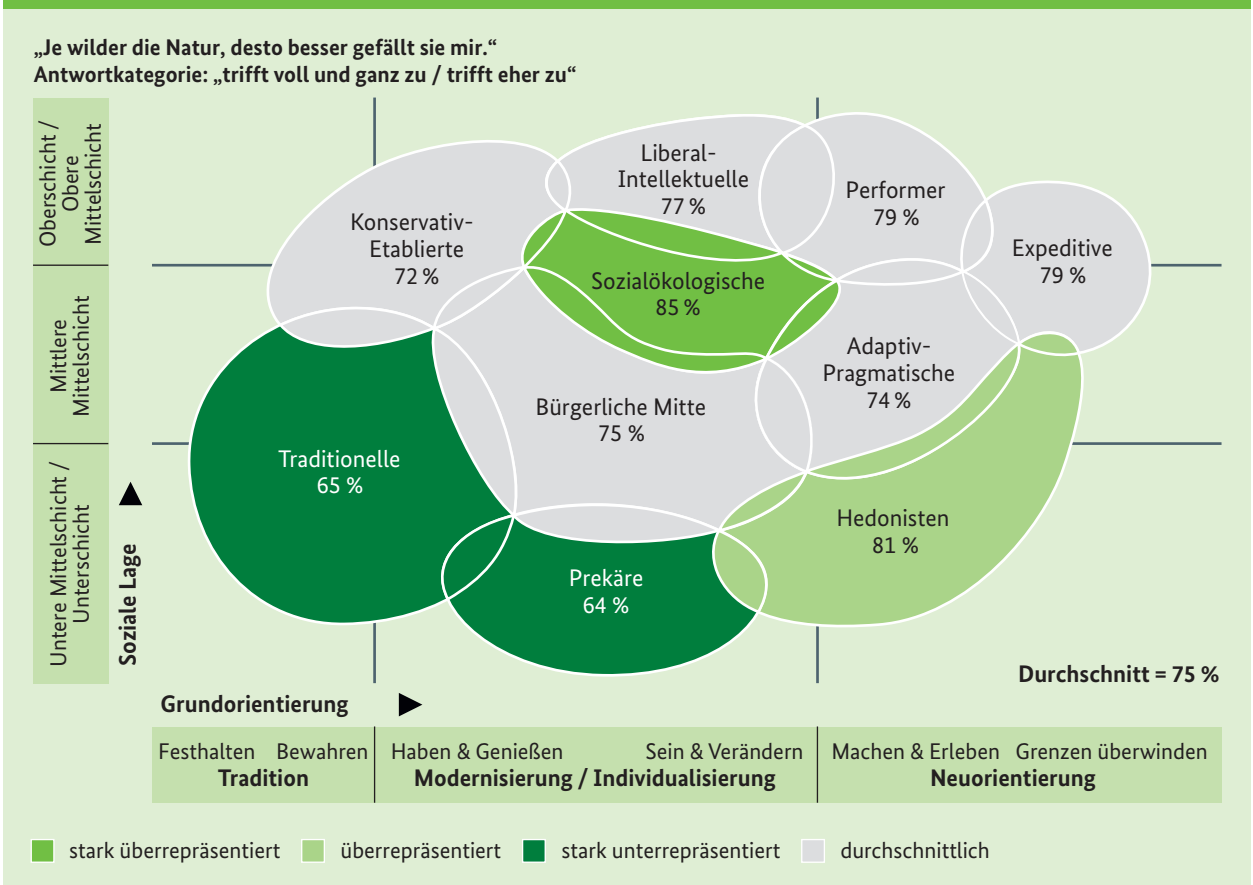 „Je wilder die Natur, desto besser gefällt sie mir.“
Antwortkategorie: „trifft voll und ganz zu / trifft eher zu“
Oberschicht /
Obere
Mittelschicht
Mittlere
Mittelschicht
Untere Mittelschicht /
Unterschicht
Soziale Lage
Konservativ-
Etablierte
72 %
Liberal-
Intellektuelle
77 %
Performer
79 %
Expeditive
79 %
Sozialökologische
85 %
Adaptiv-
Pragmatische
74 %
Bürgerliche Mitte
75 %
Traditionelle
65 %
Hedonisten
81 %
Prekäre
64 %
Durchschnitt = 75 %
Grundorientierung
Festhalten Bewahren
Tradition
Haben & Genießen Sein & Verändern
Modernisierung / Individualisierung
Machen & Erleben Grenzen überwinden
Neuorientierung
stark überrepräsentiert überrepräsentiert stark unterrepräsentiert durchschnittlich